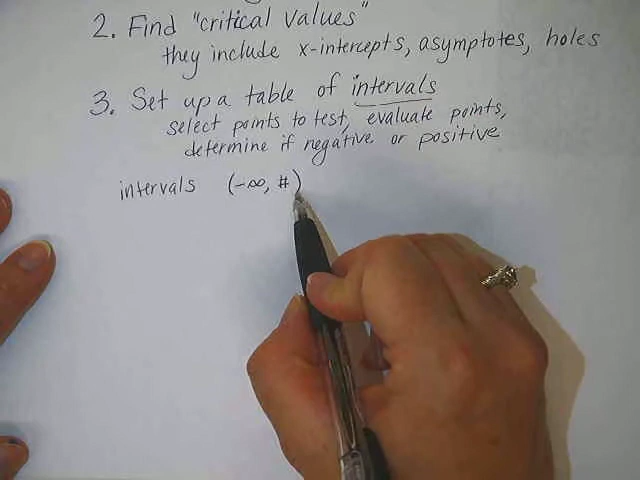 2. Find "critical values"
they include x-intercepts, asymptotes, holes
3. Set up a table of intervals
select points to test, evaluate points,
determine if negative or positive
intervals (-∞, #)